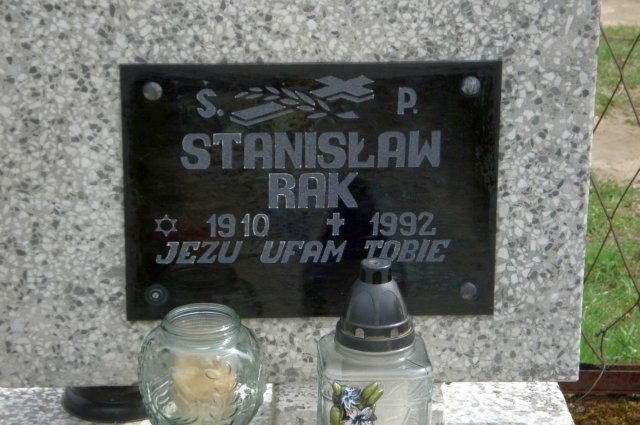 Ś. P.
STANISŁAW
RAK
✡ 1910 ✝ 1992
JEZU UFAM TOBIE